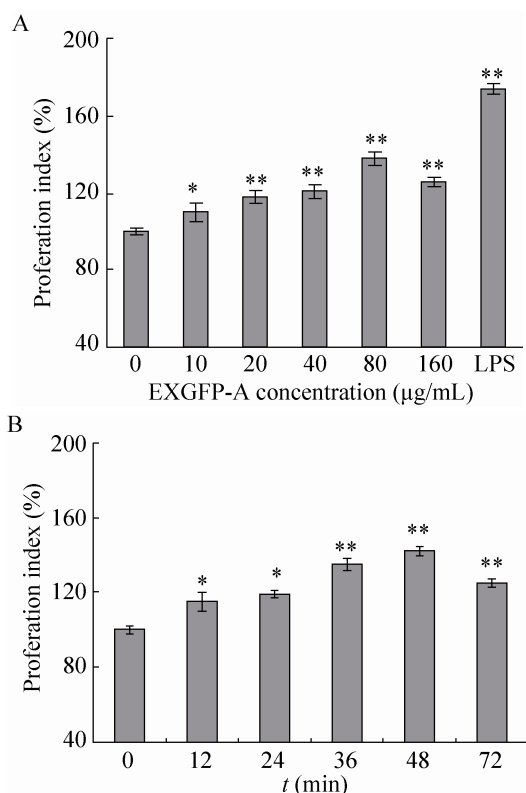 A
200
160
120
80
40
Proferation index (%)
*
**
**
**
**
**
0 10 20 40 80 160 LPS
EXGFP-A concentration (μg/mL)
B
200
160
120
80
40
Proferation index (%)
*
*
**
**
**
0 12 24 36 48 72
t (min)